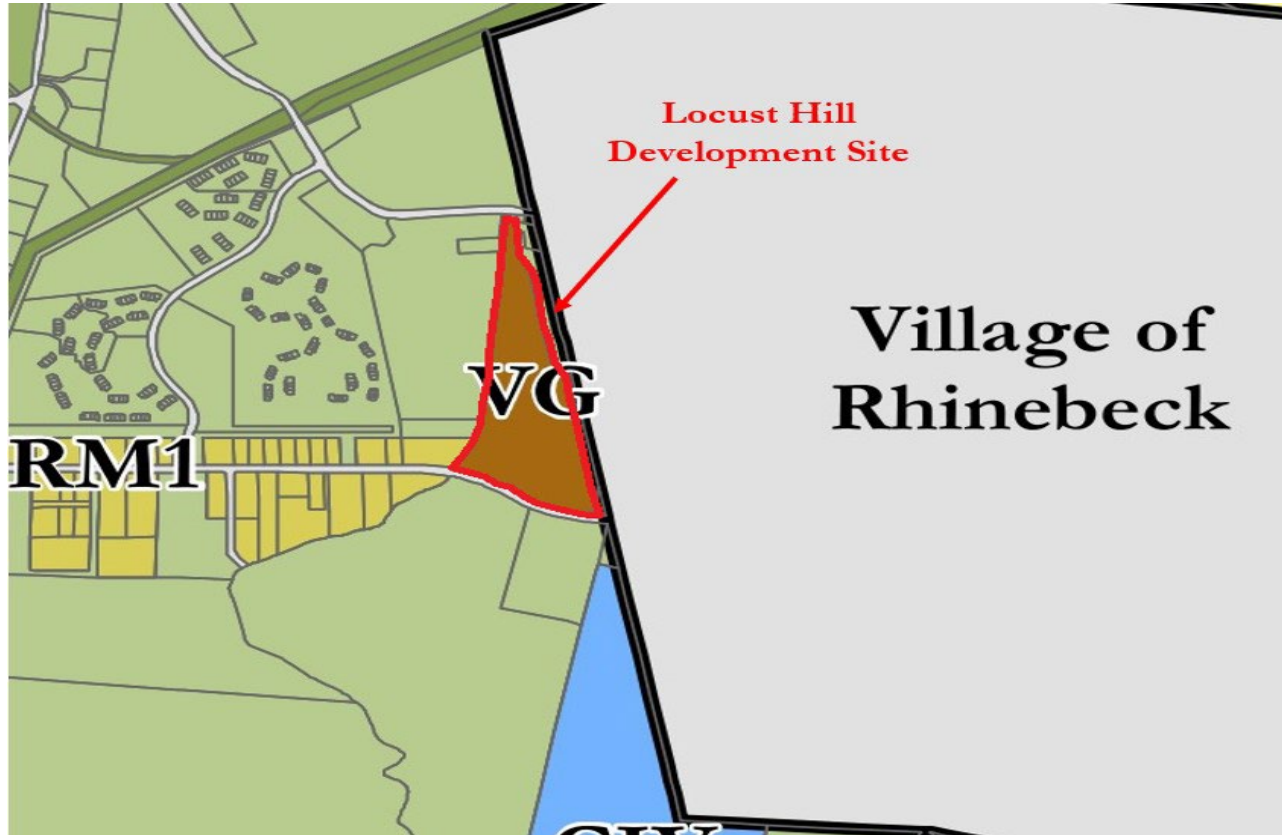 Locust Hill
Development Site
Village of
Rhinebeck
VG
RM1